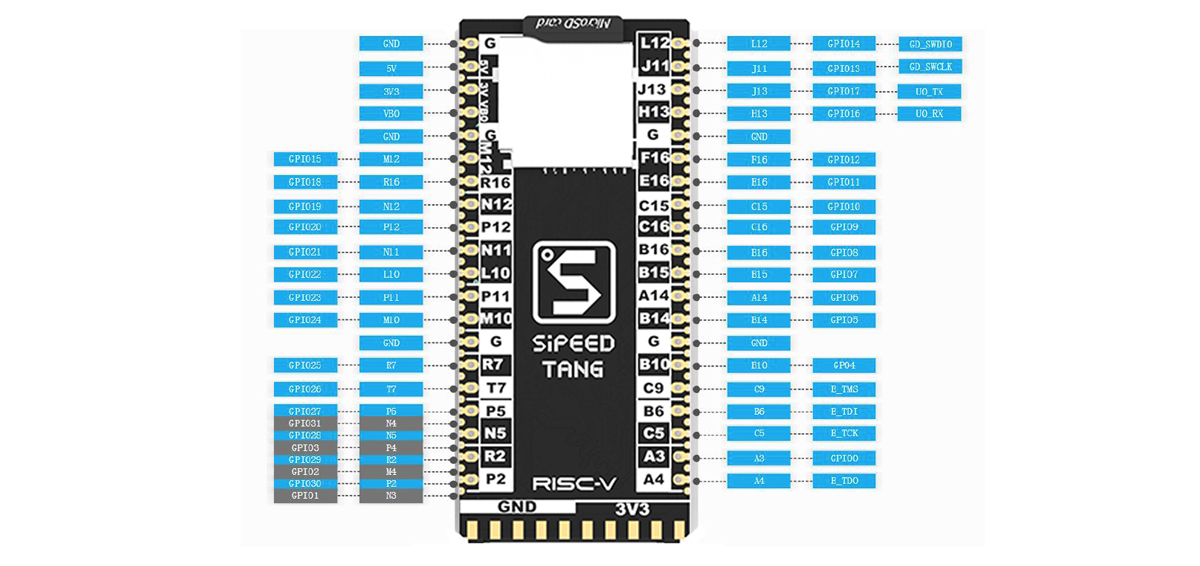 MicroSD card
GND G L12 L12 GPIO14 GD_SWDIO
5V 5V J11 J11 GPIO13 GD_SWCLK
3V3 3V J13 J13 GPIO17 U0_TX
VB0 VB0 H13 H13 GPIO16 U0_RX
GND G G GND
GPIO15 M12 M12 F16 F16 GPIO12
GPIO18 R16 R16 E16 E16 GPIO11
GPIO19 N12 N12 C15 C15 GPIO10
GPIO20 P12 P12 C16 C16 GPIO9
GPIO21 N11 N11 B16 B16 GPIO8
GPIO22 L10 L10 B15 B15 GPIO7
GPIO23 P11 P11 A14 A14 GPIO6
GPIO24 M10 M10 B14 B14 GPIO5
GND G G GND
SiPEED
TANG
GPIO25 R7 R7 B10 B10 GPO4
GPIO26 T7 T7 C9 C9 E_TMS
GPIO27 P5 P5 B6 B6 E_TDI
GPIO31 N4
GPIO28 N5 N5 C5 C5 E_TCK
GPIO3 P4
GPIO29 R2 R2 A3 A3 GPIO0
GPIO2 M4
GPIO30 P2 P2 RISC-V A4 A4 E_TDO
GPIO1 N3
GND 3V3